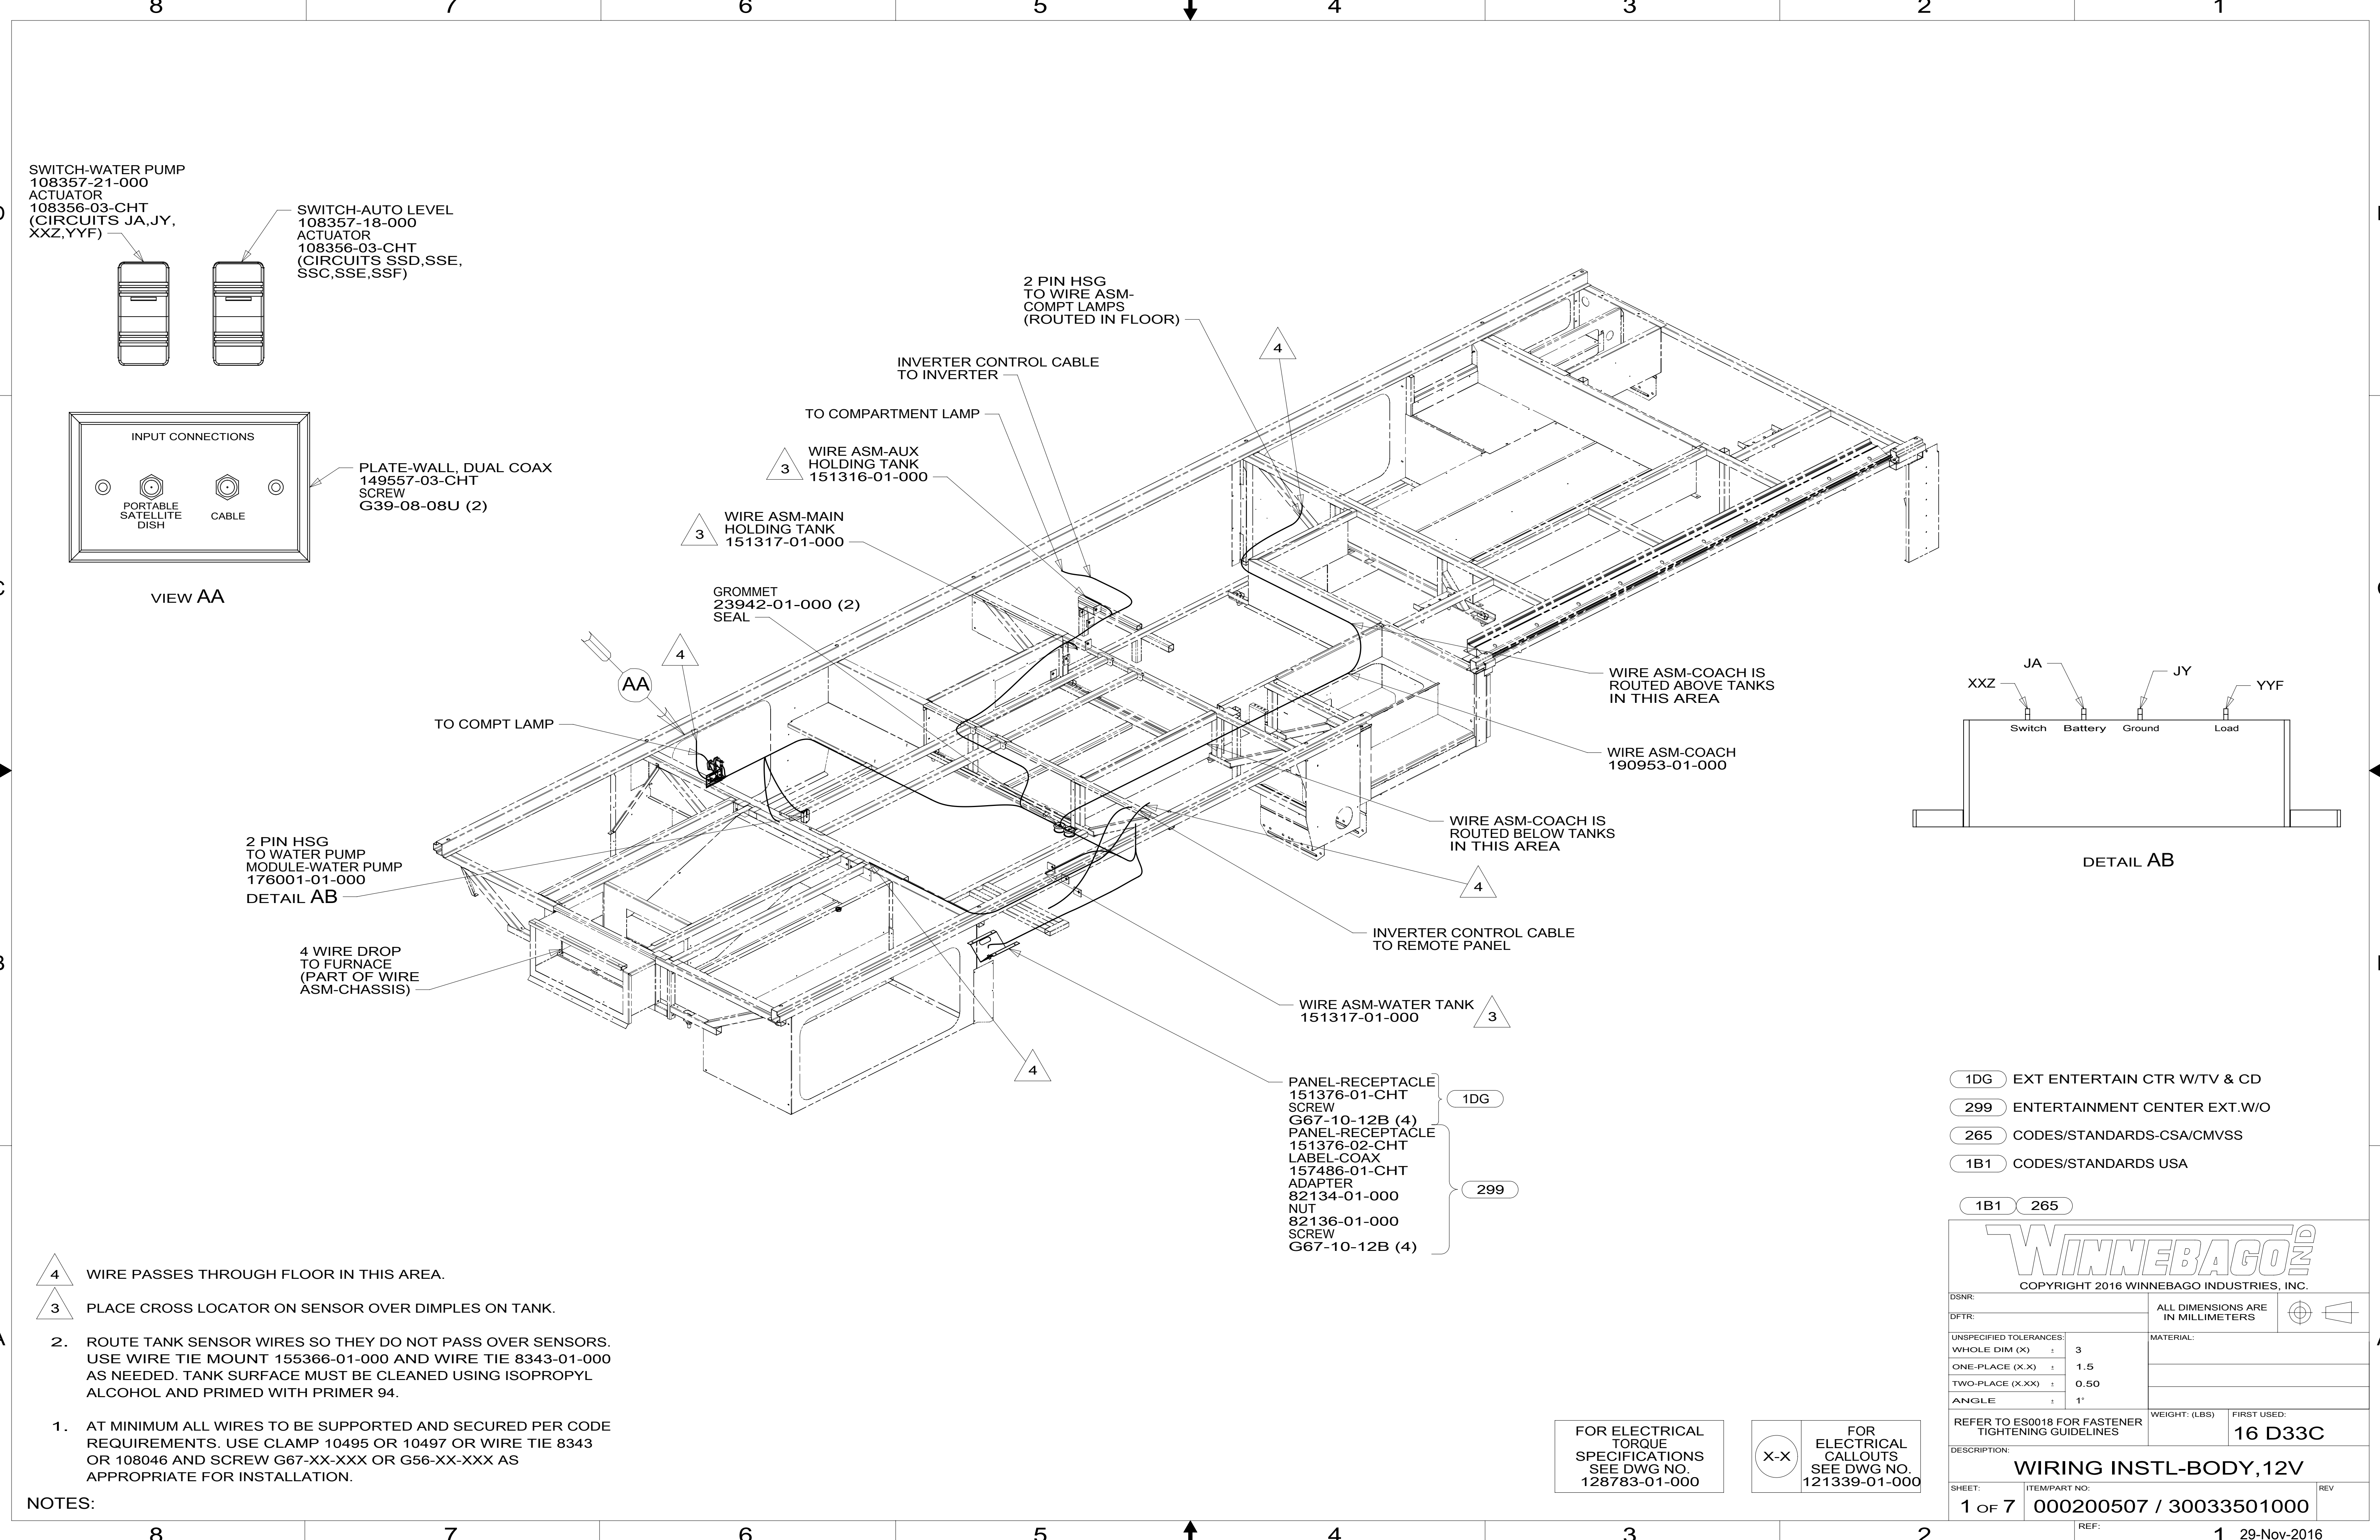 8 7 6 5 4 3 2 1
SWITCH-WATER PUMP
108357-21-000
ACTUATOR
108356-03-CHT
(CIRCUITS JA,JY,
XXZ,YYF)
SWITCH-AUTO LEVEL
108357-18-000
ACTUATOR
108356-03-CHT
(CIRCUITS SSD,SSE,
SSC,SSE,SSF)
INPUT CONNECTIONS
PORTABLE
SATELLITE
DISH
CABLE
PLATE-WALL, DUAL COAX
149557-03-CHT
SCREW
G39-08-08U (2)
VIEW AA
2 PIN HSG
TO WIRE ASM-
COMPT LAMPS
(ROUTED IN FLOOR)
4
INVERTER CONTROL CABLE
TO INVERTER
TO COMPARTMENT LAMP
3
WIRE ASM-AUX
HOLDING TANK
151316-01-000
3
WIRE ASM-MAIN
HOLDING TANK
151317-01-000
GROMMET
23942-01-000 (2)
SEAL
4
AA
TO COMPT LAMP
2 PIN HSG
TO WATER PUMP
MODULE-WATER PUMP
176001-01-000
DETAIL AB
4 WIRE DROP
TO FURNACE
(PART OF WIRE
ASM-CHASSIS)
WIRE ASM-COACH IS
ROUTED ABOVE TANKS
IN THIS AREA
WIRE ASM-COACH
190953-01-000
WIRE ASM-COACH IS
ROUTED BELOW TANKS
IN THIS AREA
4
INVERTER CONTROL CABLE
TO REMOTE PANEL
WIRE ASM-WATER TANK
151317-01-000
3
4
PANEL-RECEPTACLE
151376-01-CHT
SCREW
G67-10-12B (4)
1DG
PANEL-RECEPTACLE
151376-02-CHT
LABEL-COAX
157486-01-CHT
ADAPTER
82134-01-000
NUT
82136-01-000
SCREW
G67-10-12B (4)
299
XXZ
JA
JY
YYF
Switch Battery Ground Load
DETAIL AB
1DG EXT ENTERTAIN CTR W/TV & CD
299 ENTERTAINMENT CENTER EXT.W/O
265 CODES/STANDARDS-CSA/CMVSS
1B1 CODES/STANDARDS USA
1B1 265
4 WIRE PASSES THROUGH FLOOR IN THIS AREA.
3 PLACE CROSS LOCATOR ON SENSOR OVER DIMPLES ON TANK.
2. ROUTE TANK SENSOR WIRES SO THEY DO NOT PASS OVER SENSORS.
USE WIRE TIE MOUNT 155366-01-000 AND WIRE TIE 8343-01-000
AS NEEDED. TANK SURFACE MUST BE CLEANED USING ISOPROPYL
ALCOHOL AND PRIMED WITH PRIMER 94.
1. AT MINIMUM ALL WIRES TO BE SUPPORTED AND SECURED PER CODE
REQUIREMENTS. USE CLAMP 10495 OR 10497 OR WIRE TIE 8343
OR 108046 AND SCREW G67-XX-XXX OR G56-XX-XXX AS
APPROPRIATE FOR INSTALLATION.
NOTES:
FOR ELECTRICAL
TORQUE
SPECIFICATIONS
SEE DWG NO.
128783-01-000
X-X
FOR
ELECTRICAL
CALLOUTS
SEE DWG NO.
121339-01-000
WINNEBAGO IND
COPYRIGHT 2016 WINNEBAGO INDUSTRIES, INC.
DSNR:
DFTR:
ALL DIMENSIONS ARE
IN MILLIMETERS
UNSPECIFIED TOLERANCES:
WHOLE DIM (X) ± 3
ONE-PLACE (X.X) ± 1.5
TWO-PLACE (X.XX) ± 0.50
ANGLE ± 1°
MATERIAL:
REFER TO ES0018 FOR FASTENER
TIGHTENING GUIDELINES
WEIGHT: (LBS)
FIRST USED:
16 D33C
DESCRIPTION:
WIRING INSTL-BODY,12V
SHEET:
1 OF 7
ITEM/PART NO:
000200507 / 30033501000
REV
REF:
8 7 6 5 4 3 2 1
29-Nov-2016